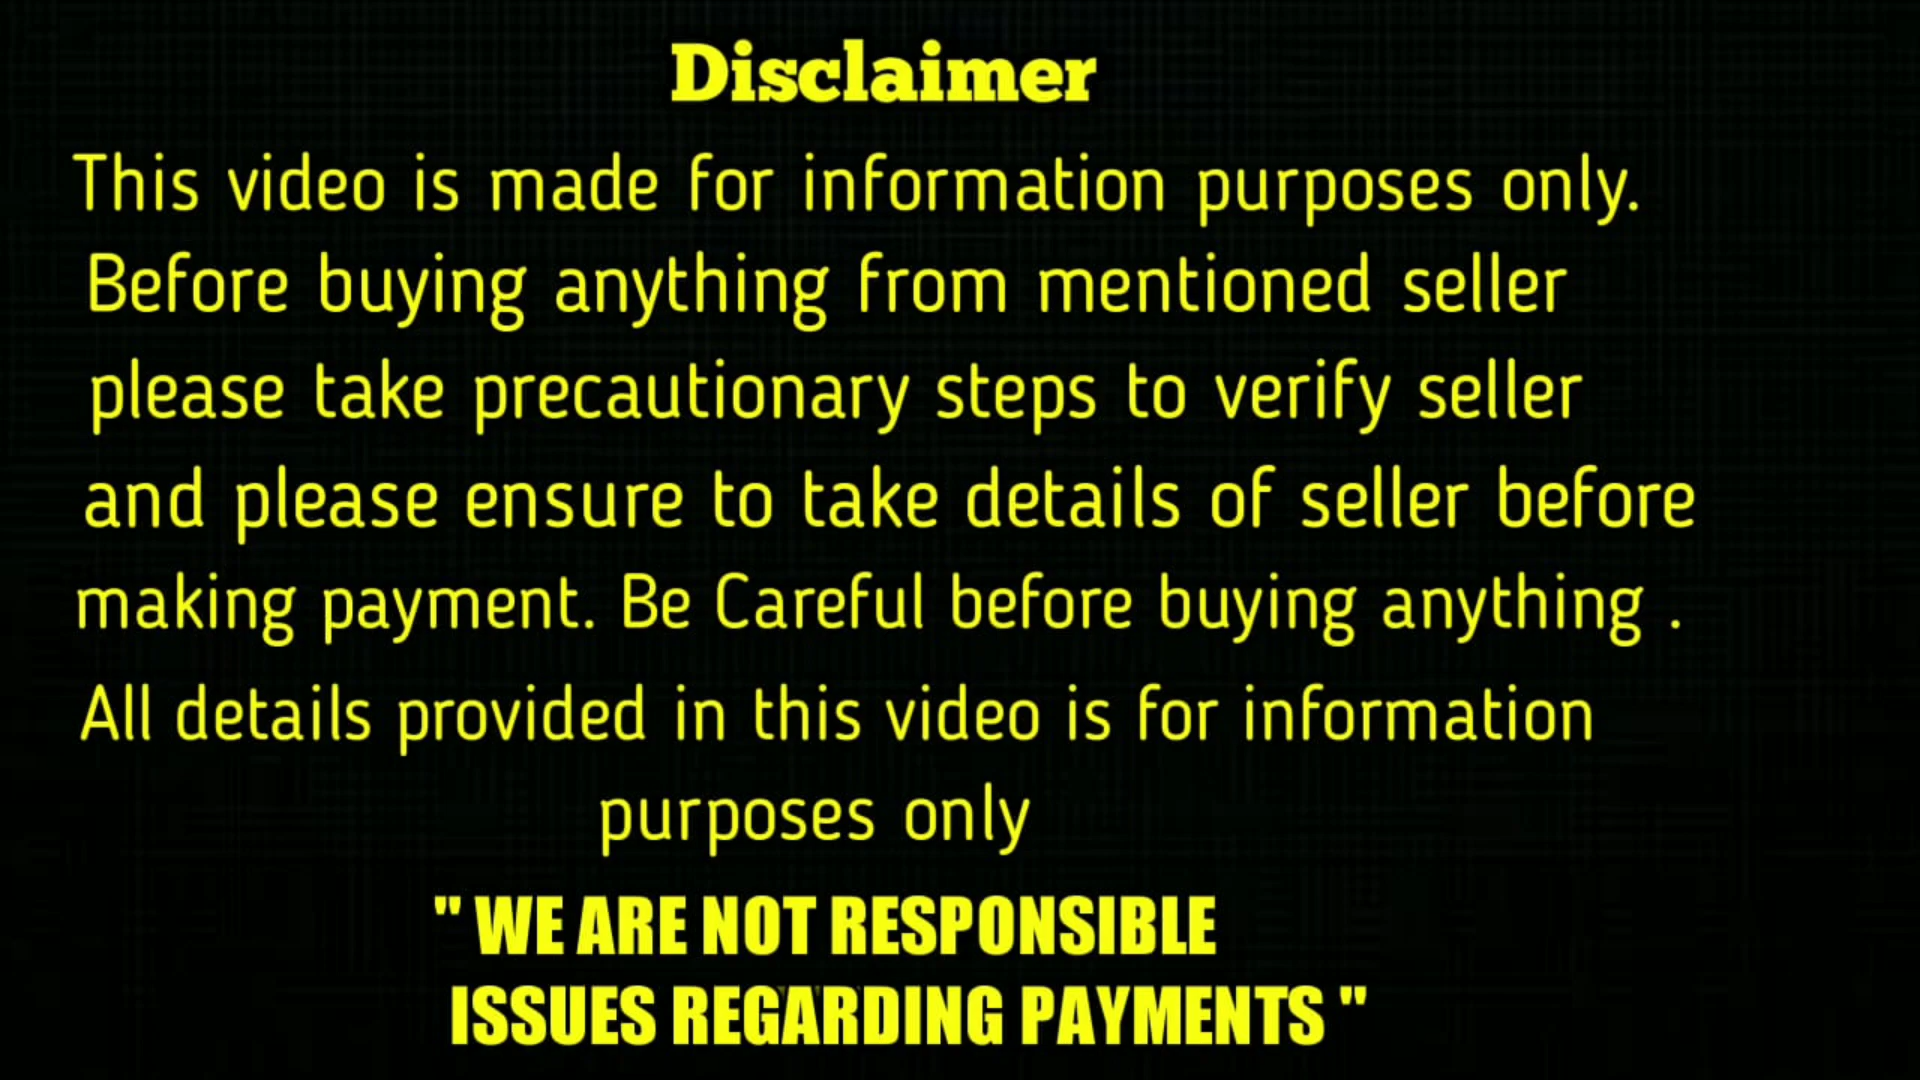 Disclaimer
This video is made for information purposes only.
Before buying anything from mentioned seller
please take precautionary steps to verify seller
and please ensure to take details of seller before
making payment. Be Careful before buying anything .
All details provided in this video is for information
purposes only
" WE ARE NOT RESPONSIBLE
ISSUES REGARDING PAYMENTS "